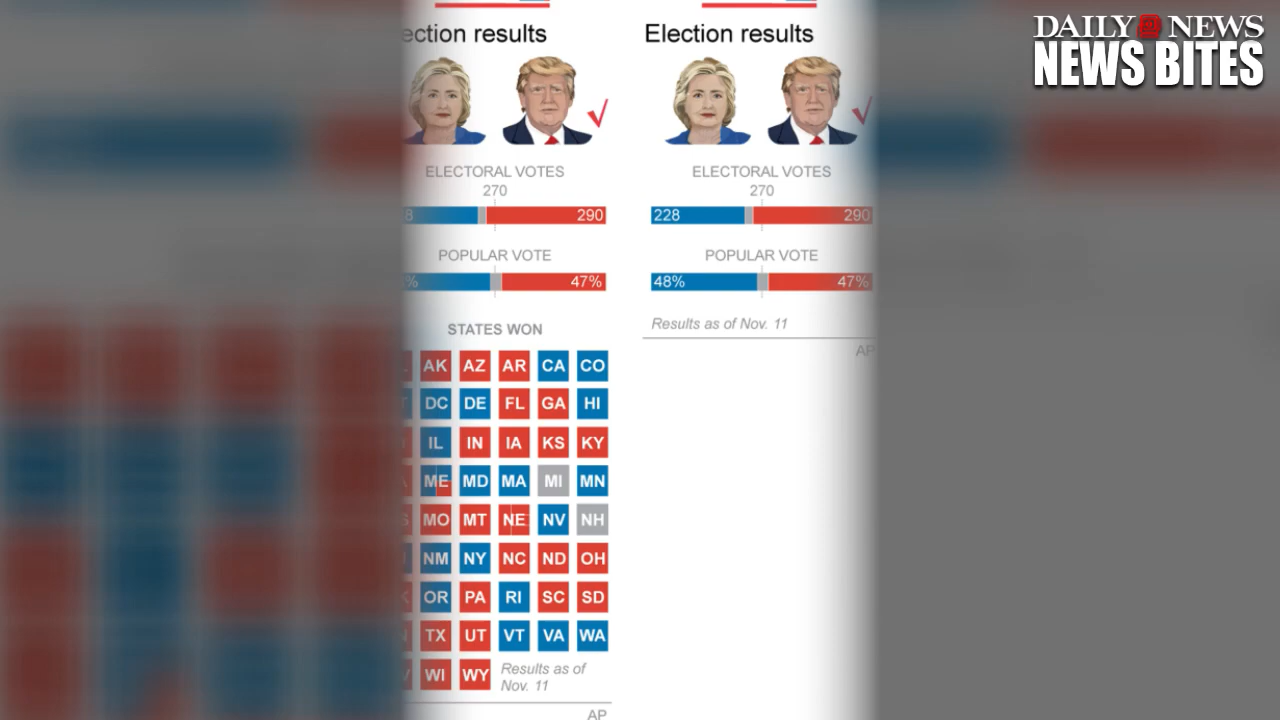 DAILY NEWS
NEWS BITES
ection results
ELECTORAL VOTES
270
8 290
POPULAR VOTE
% 47%
STATES WON
AK AZ AR CA CO
DC DE FL GA HI
IL IN IA KS KY
ME MD MA MI MN
MO MT NE NV NH
NM NY NC ND OH
OR PA RI SC SD
TX UT VT VA WA
WI WY Results as of
Nov. 11
AP
Election results
ELECTORAL VOTES
270
228 290
POPULAR VOTE
48% 47%
Results as of Nov. 11
AP